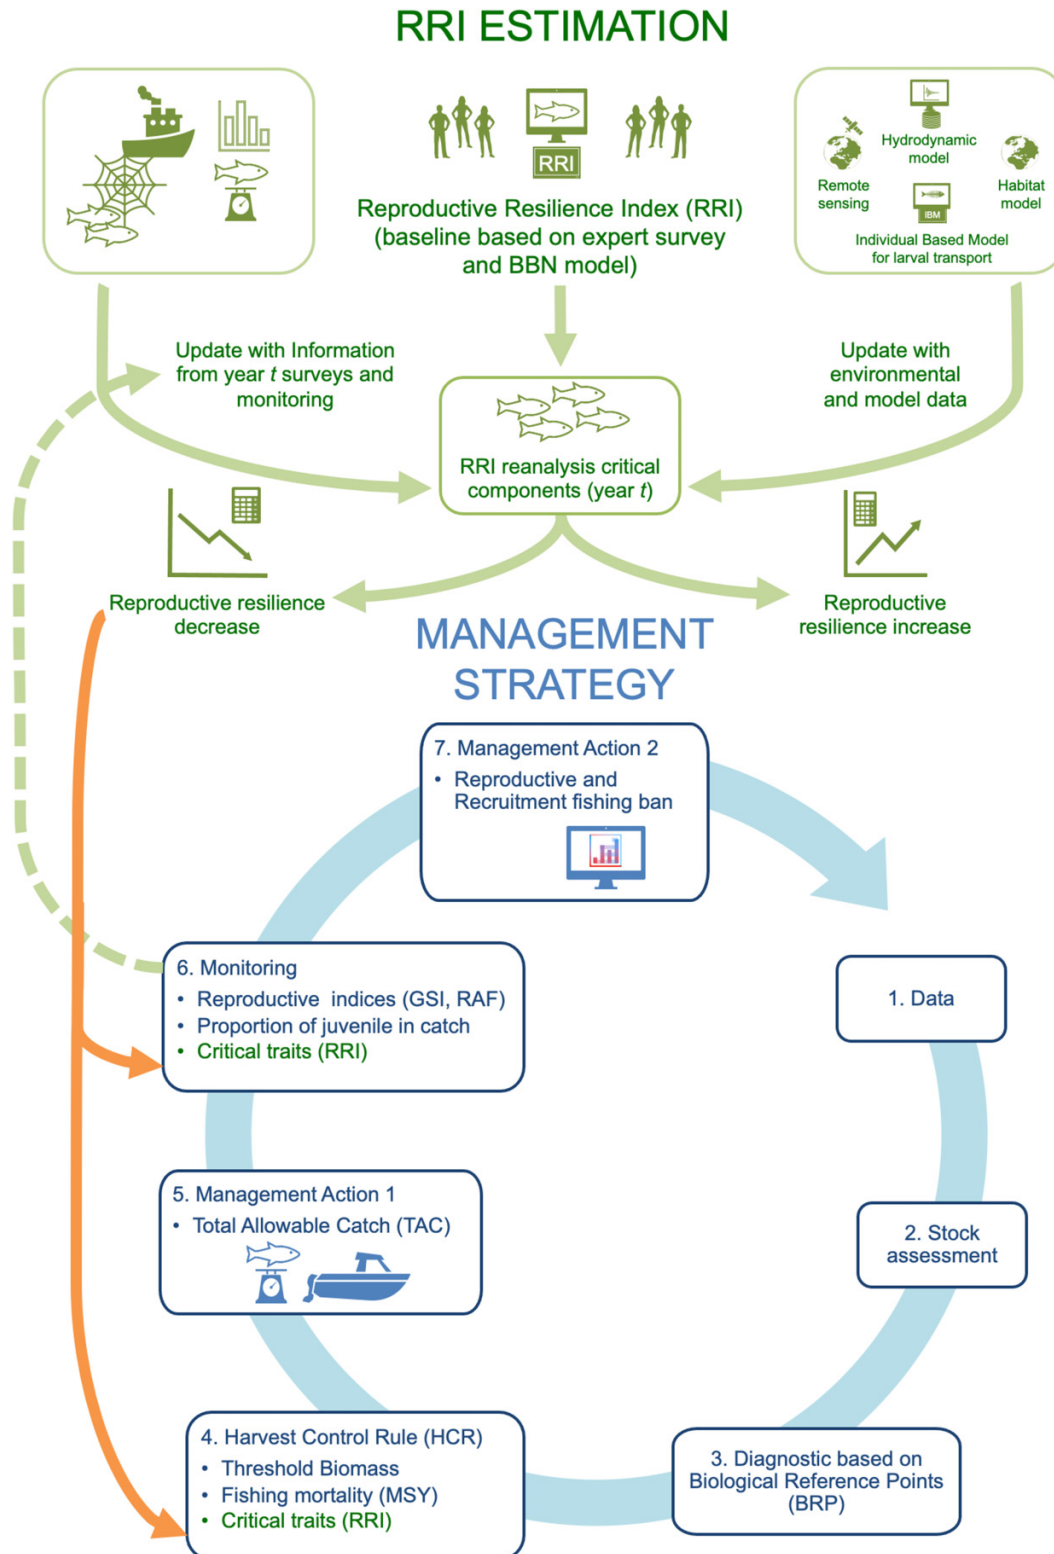 RRI ESTIMATION
RRI
Reproductive Resilience Index (RRI)
(baseline based on expert survey
and BBN model)
Hydrodynamic
model
Remote
sensing
Habitat
model
IBM
Individual Based Model
for larval transport
Update with Information
from year t surveys and
monitoring
Update with
environmental
and model data
RRI reanalysis critical
components (year t)
Reproductive resilience
decrease
Reproductive
resilience increase
MANAGEMENT
STRATEGY
7. Management Action 2
• Reproductive and
Recruitment fishing ban
6. Monitoring
• Reproductive indices (GSI, RAF)
• Proportion of juvenile in catch
• Critical traits (RRI)
1. Data
5. Management Action 1
• Total Allowable Catch (TAC)
2. Stock
assessment
4. Harvest Control Rule (HCR)
• Threshold Biomass
• Fishing mortality (MSY)
• Critical traits (RRI)
3. Diagnostic based on
Biological Reference Points
(BRP)